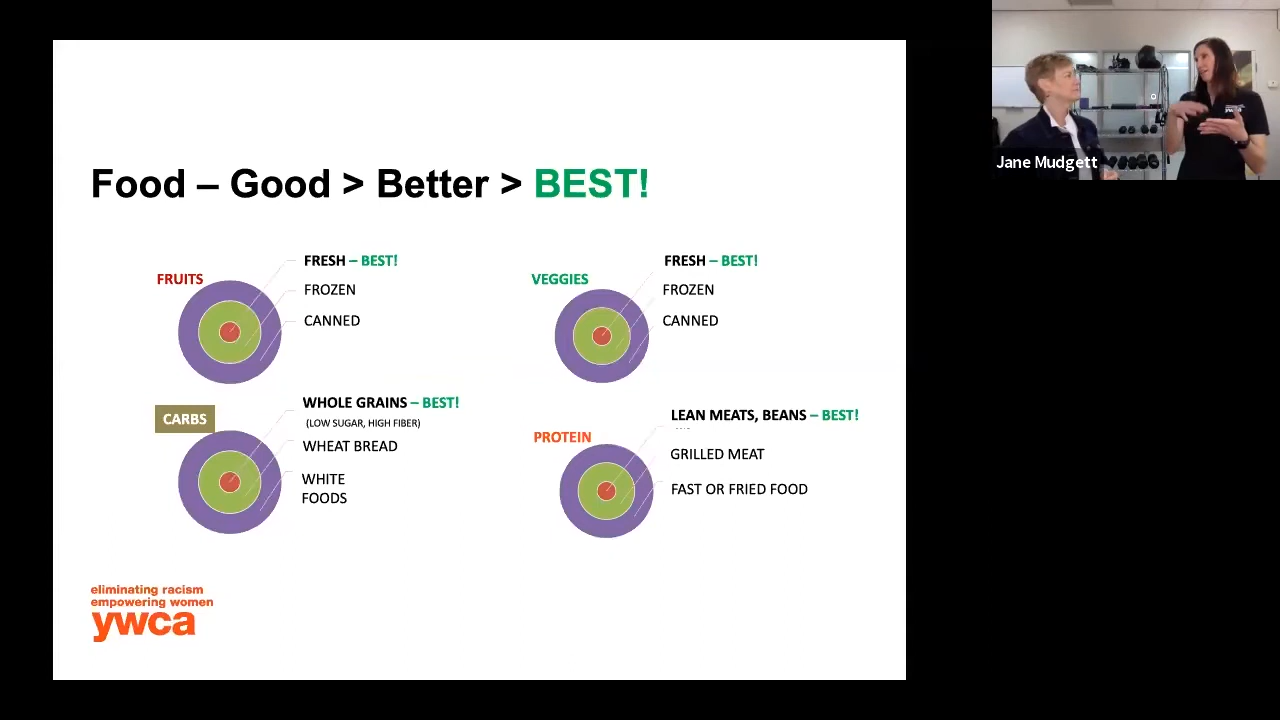 Food – Good > Better > BEST!
FRUITS
FRESH – BEST!
FROZEN
CANNED
VEGGIES
FRESH – BEST!
FROZEN
CANNED
CARBS
WHOLE GRAINS – BEST!
(LOW SUGAR, HIGH FIBER)
WHEAT BREAD
WHITE
FOODS
PROTEIN
LEAN MEATS, BEANS – BEST!
GRILLED MEAT
FAST OR FRIED FOOD
eliminating racism
empowering women
ywca
ywca
Jane Mudgett